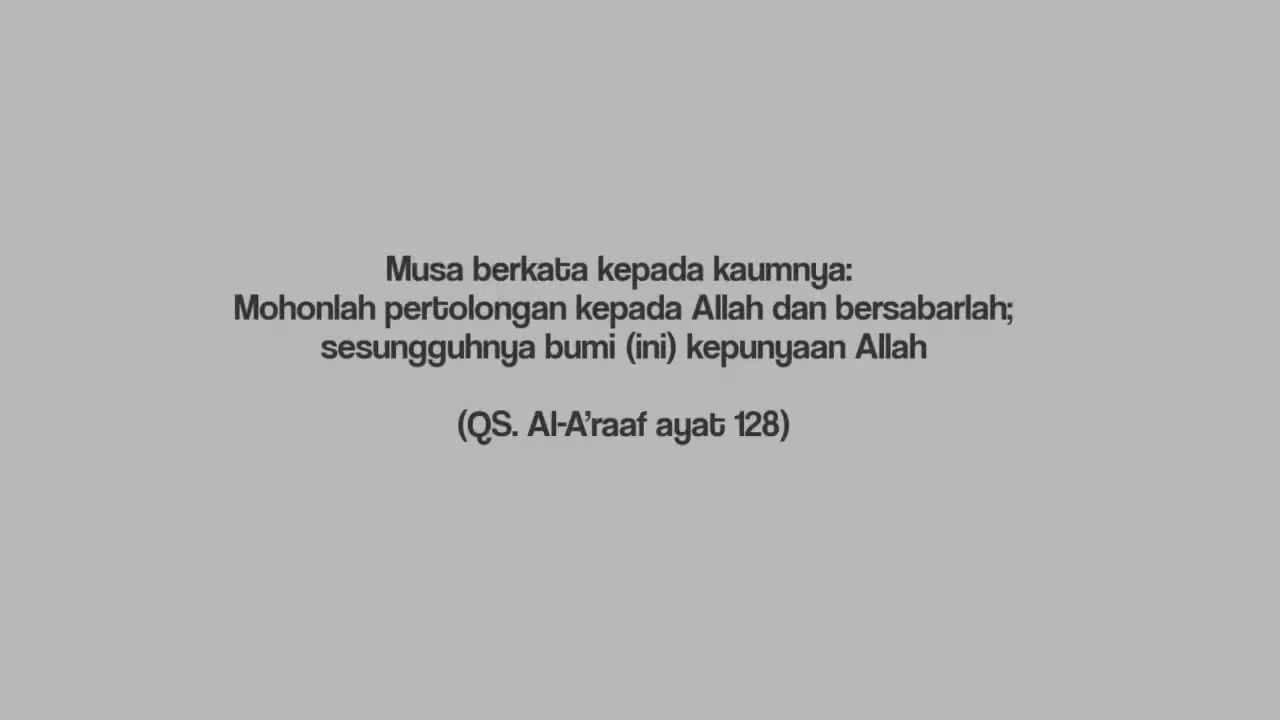 Musa berkata kepada kaumnya:
Mohonlah pertolongan kepada Allah dan bersabarlah;
sesungguhnya bumi (ini) kepunyaan Allah
(QS. Al-A’raaf ayat 128)